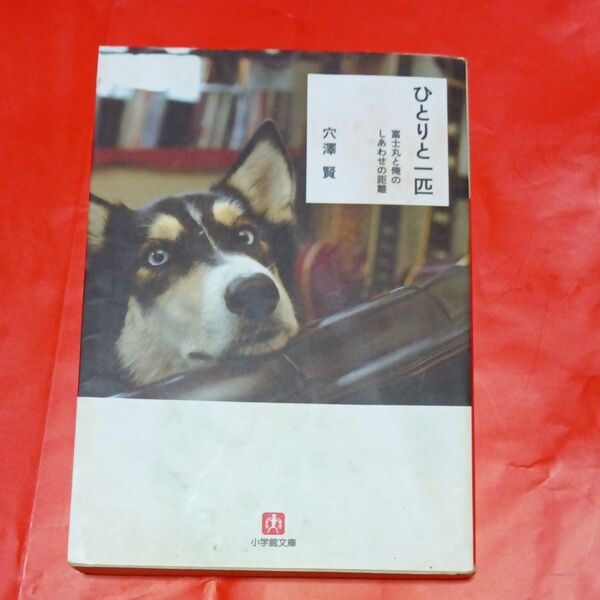 ひとりと一匹
富士丸と俺の
しあわせの距離
穴澤 賢
小学館文庫